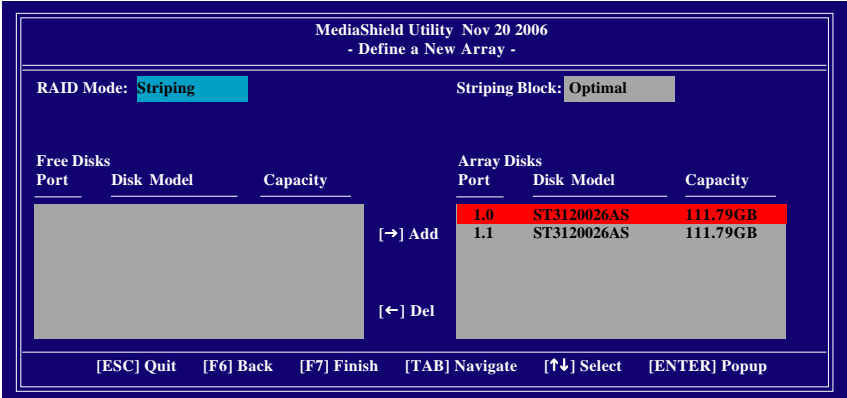 MediaShield Utility Nov 20 2006
- Define a New Array -
RAID Mode: Striping Striping Block: Optimal
Free Disks Array Disks
Port Disk Model Capacity Port Disk Model Capacity
1.0 ST3120026AS 111.79GB
[→] Add 1.1 ST3120026AS 111.79GB
[←] Del
[ESC] Quit [F6] Back [F7] Finish [TAB] Navigate [↑↓] Select [ENTER] Popup